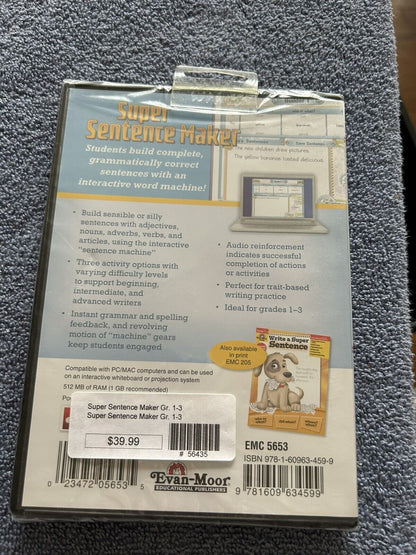 Super
Sentence Maker
Students build complete,
grammatically correct
sentences with an
interactive word machine!
The new children drew pictures.
The yellow bananas tasted delicious.
• Build sensible or silly
sentences with adjectives,
nouns, adverbs, verbs, and
articles, using the interactive
"sentence machine"
• Three activity options with
varying difficulty levels
to support beginning,
intermediate, and
advanced writers
• Instant grammar and spelling
feedback, and revolving
motion of "machine" gears
keep students engaged
• Audio reinforcement
indicates successful
completion of actions
or activities
• Perfect for trait-based
writing practice
• Ideal for grades 1–3
Also available
in print
EMC 205
Write a Super
Sentence
Compatible with PC/MAC computers and can be used
on an interactive whiteboard or projection system
512 MB of RAM (1 GB recommended)
Super Sentence Maker Gr. 1-3
Super Sentence Maker Gr. 1-3
$39.99
# 56435
EMC 5653
ISBN 978-1-60963-459-9
0 23472 05653 5
Evan-Moor
EDUCATIONAL PUBLISHERS
9 781609 634599